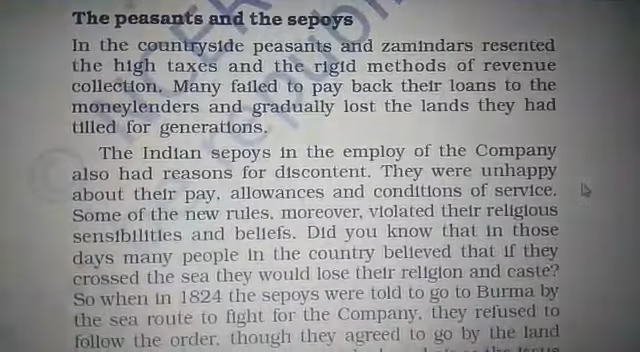 The peasants and the sepoys
In the countryside peasants and zamindars resented
the high taxes and the rigid methods of revenue
collection. Many failed to pay back their loans to the
moneylenders and gradually lost the lands they had
tilled for generations.
The Indian sepoys in the employ of the Company
also had reasons for discontent. They were unhappy
about their pay, allowances and conditions of service.
Some of the new rules, moreover, violated their religious
sensibilities and beliefs. Did you know that in those
days many people in the country believed that if they
crossed the sea they would lose their religion and caste?
So when in 1824 the sepoys were told to go to Burma by
the sea route to fight for the Company, they refused to
follow the order, though they agreed to go by the land